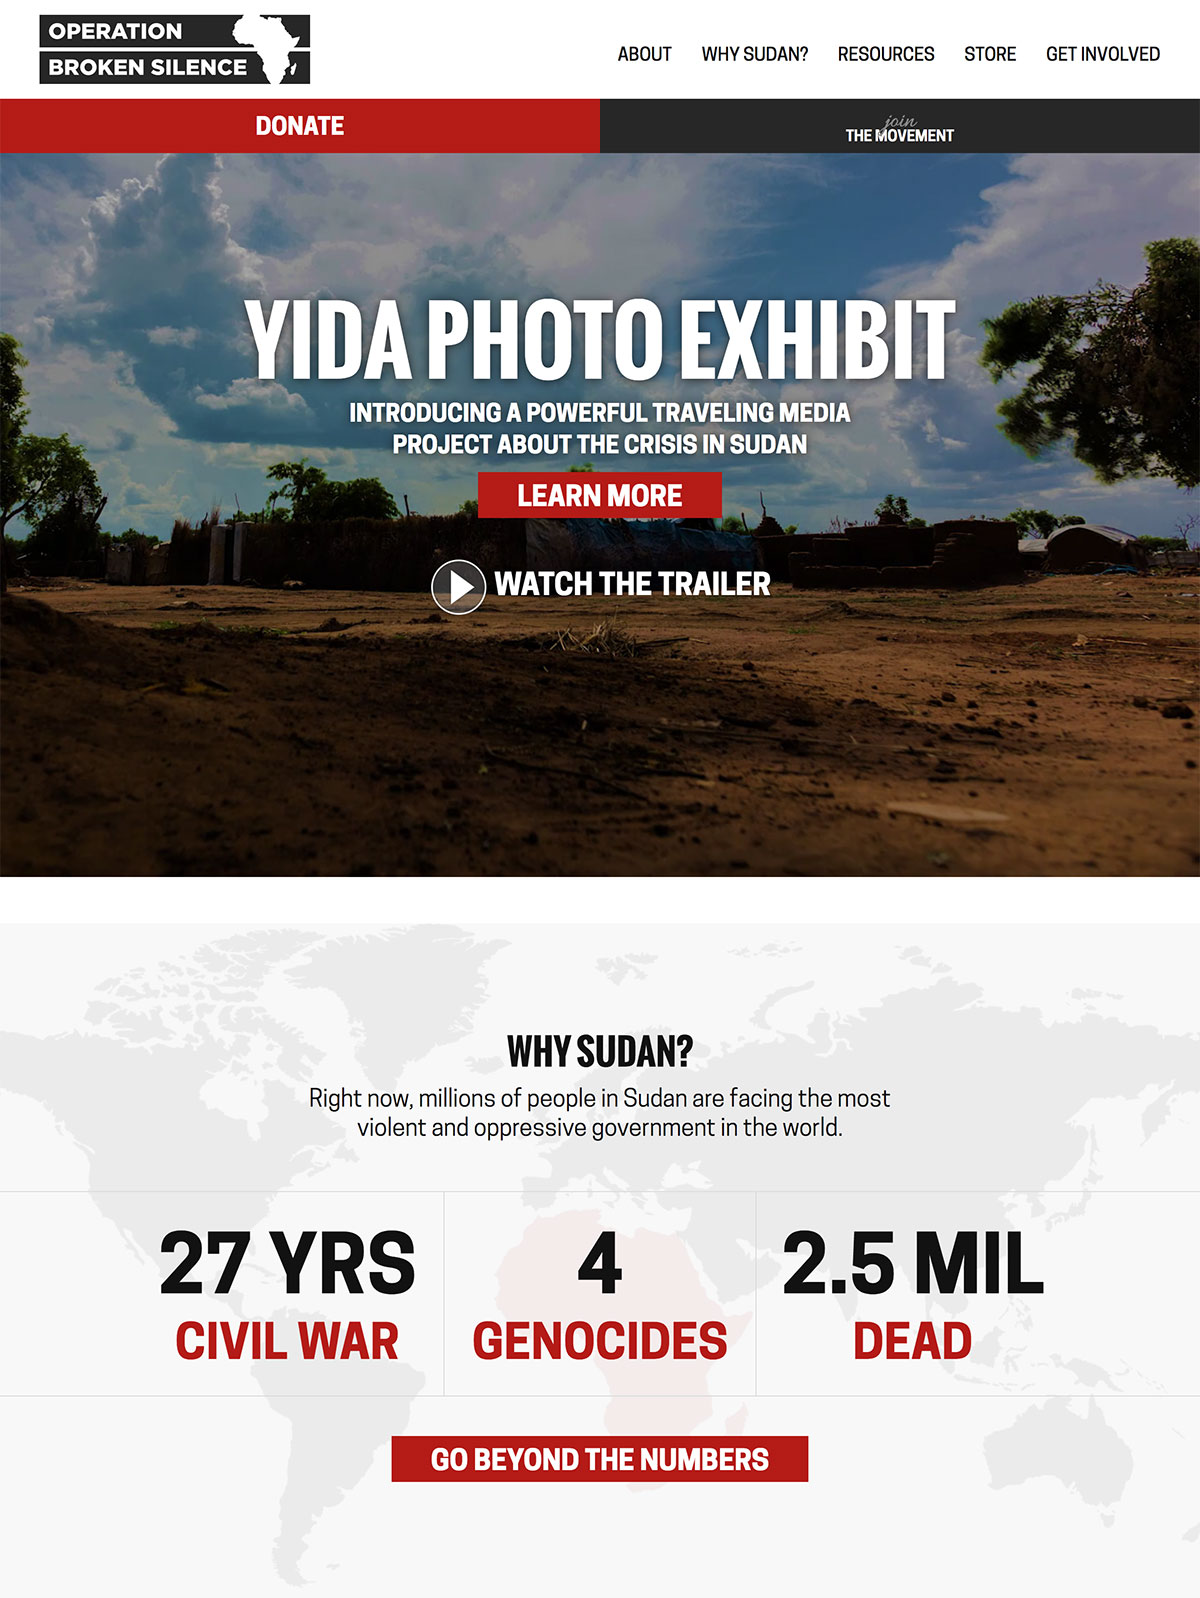 OPERATION
BROKEN SILENCE
ABOUT WHY SUDAN? RESOURCES STORE GET INVOLVED
DONATE
join
THE MOVEMENT
YIDA PHOTO EXHIBIT
INTRODUCING A POWERFUL TRAVELING MEDIA
PROJECT ABOUT THE CRISIS IN SUDAN
LEARN MORE
WATCH THE TRAILER
WHY SUDAN?
Right now, millions of people in Sudan are facing the most
violent and oppressive government in the world.
27 YRS
CIVIL WAR
4
GENOCIDES
2.5 MIL
DEAD
GO BEYOND THE NUMBERS